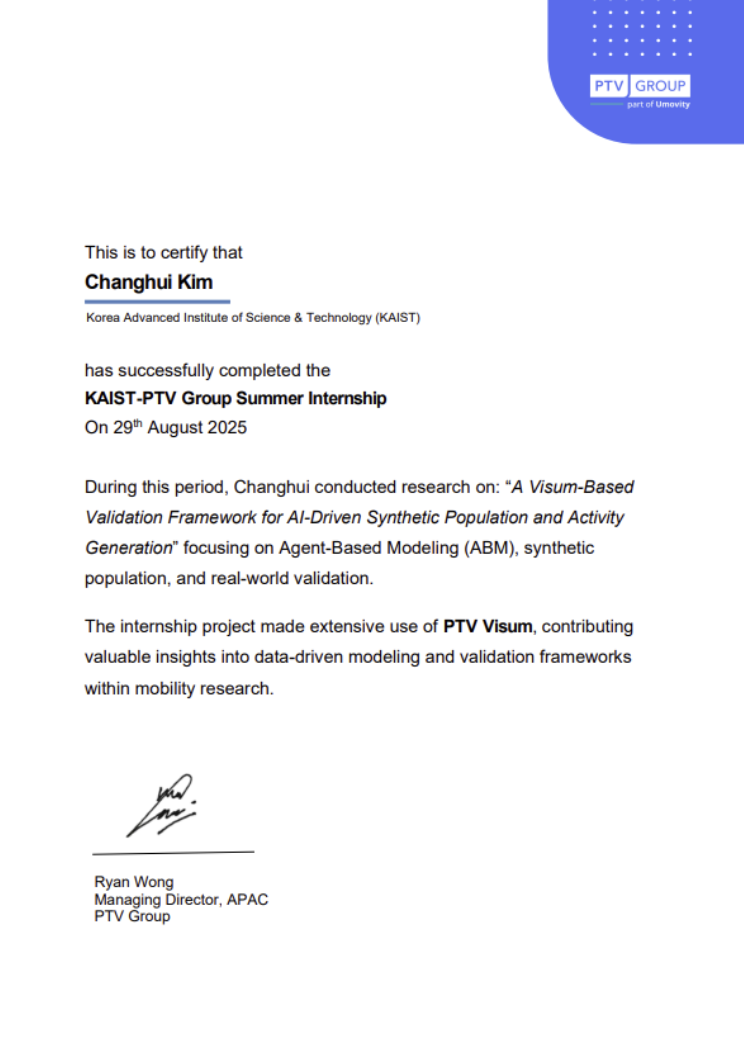 PTV GROUP
part of Umovity
This is to certify that
Changhui Kim
Korea Advanced Institute of Science & Technology (KAIST)
has successfully completed the
KAIST-PTV Group Summer Internship
On 29th August 2025
During this period, Changhui conducted research on: “A Visum-Based
Validation Framework for AI-Driven Synthetic Population and Activity
Generation” focusing on Agent-Based Modeling (ABM), synthetic
population, and real-world validation.
The internship project made extensive use of PTV Visum, contributing
valuable insights into data-driven modeling and validation frameworks
within mobility research.
Ryan Wong
Managing Director, APAC
PTV Group